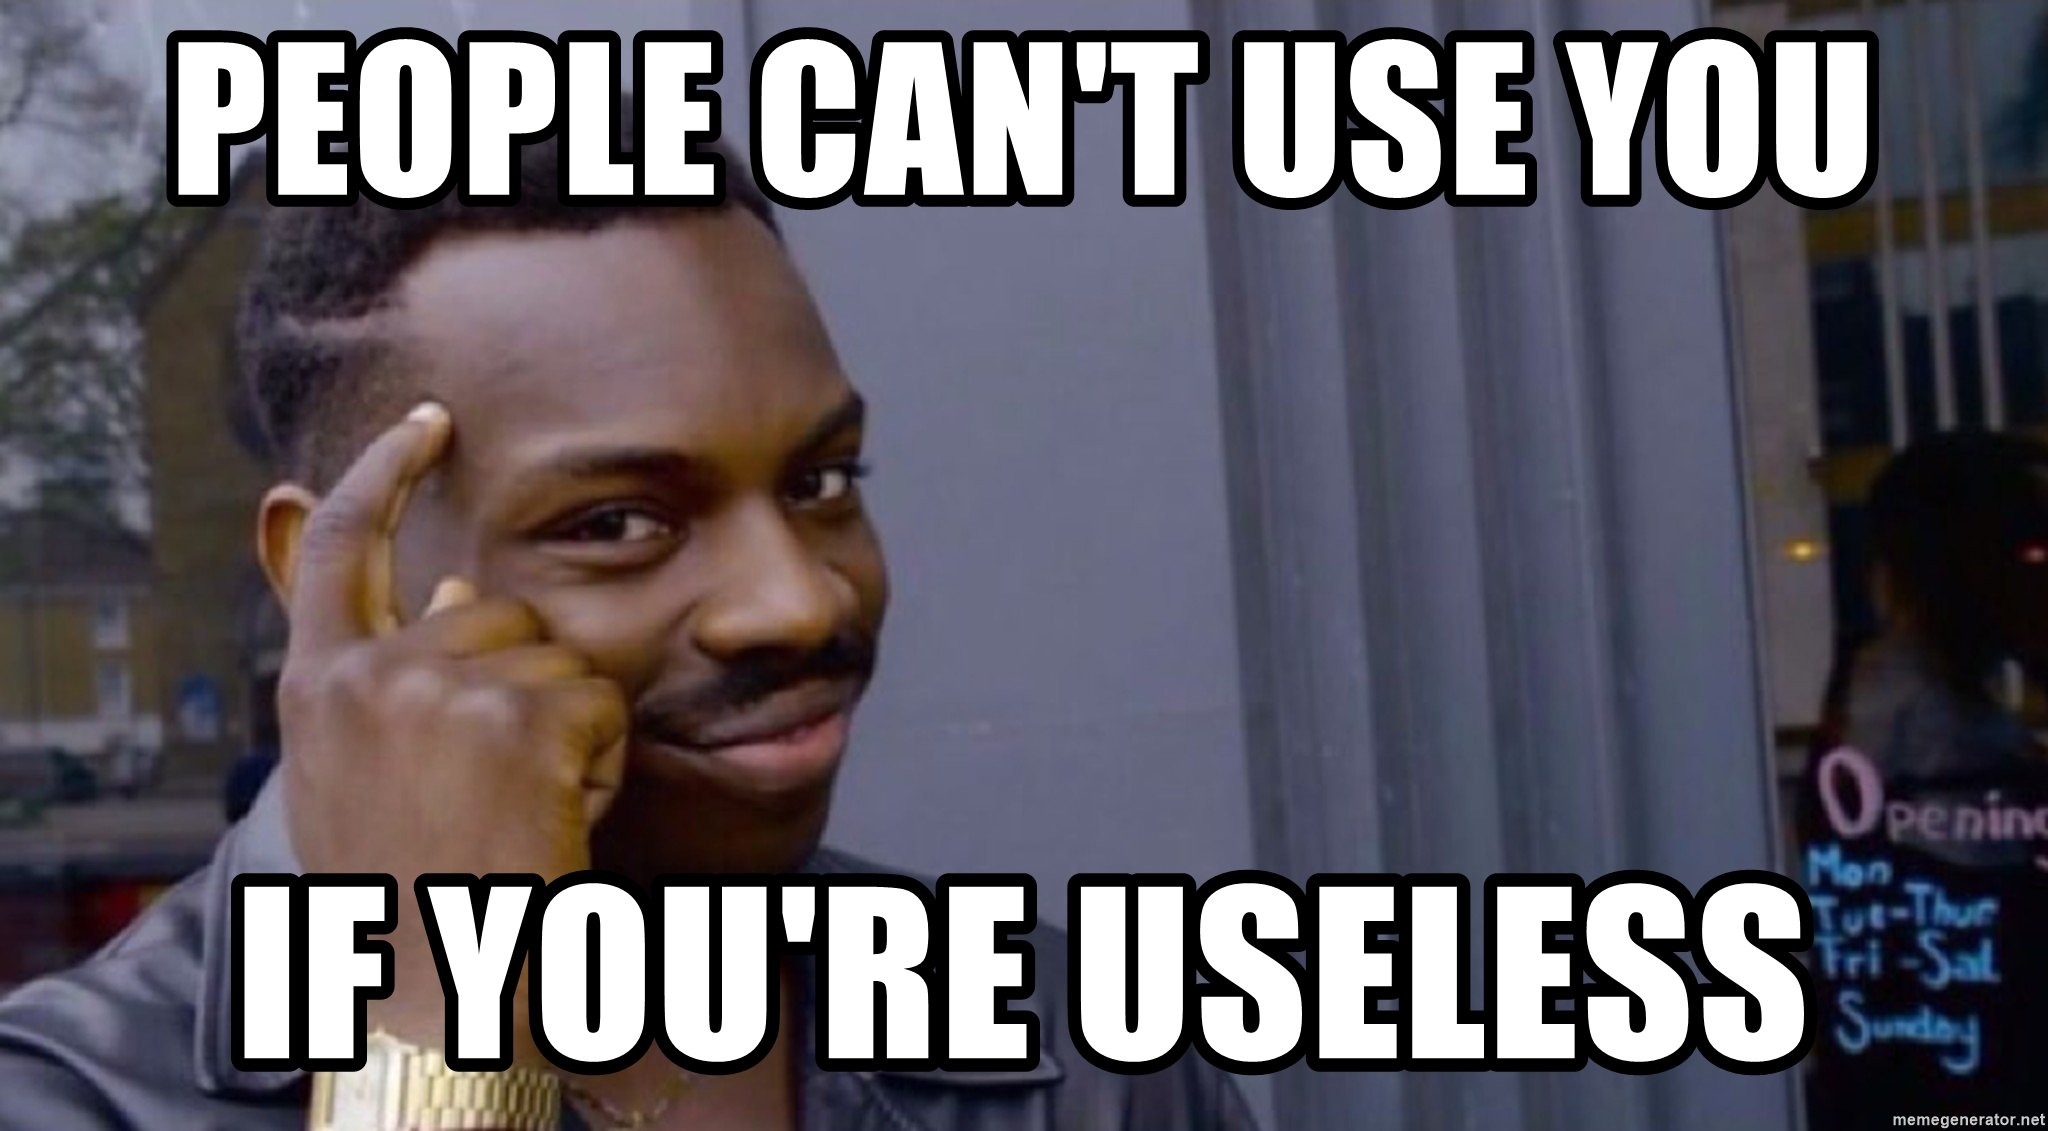 PEOPLE CAN'T USE YOU
IF YOU'RE USELESS
Opening
Mon
Tue-Thur
Fri-Sat
Sunday
memegenerator.net